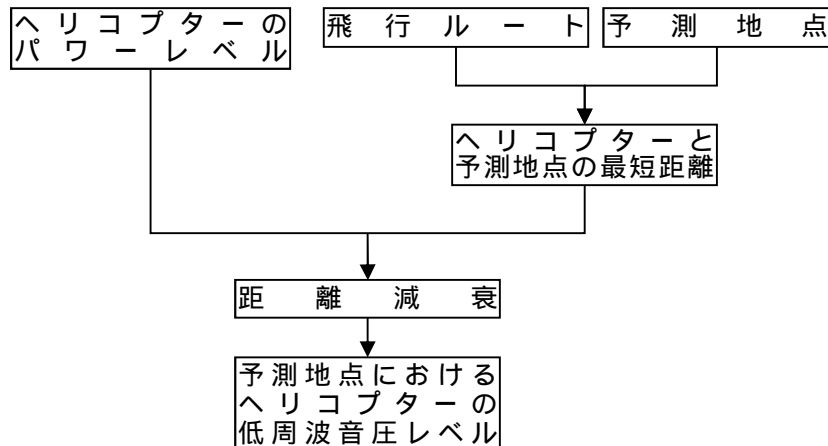 ヘリコプターの
パワーレベル
飛行ルート
予測地点
ヘリコプターと
予測地点の最短距離
距離減衰
予測地点における
ヘリコプターの
低周波音圧レベル